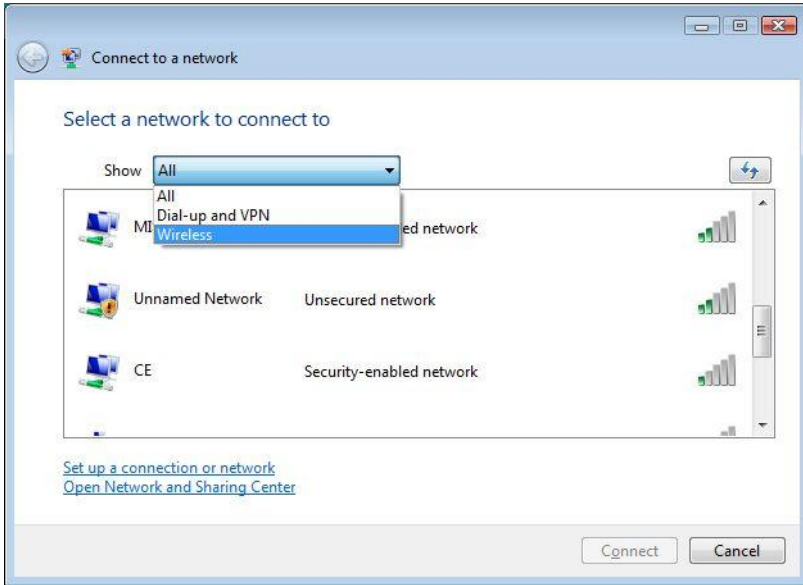 Connect to a network
Select a network to connect to
Show All
All
Dial-up and VPN
Wireless
MI ed network
Unnamed Network Unsecured network
CE Security-enabled network
Set up a connection or network
Open Network and Sharing Center
Connect Cancel